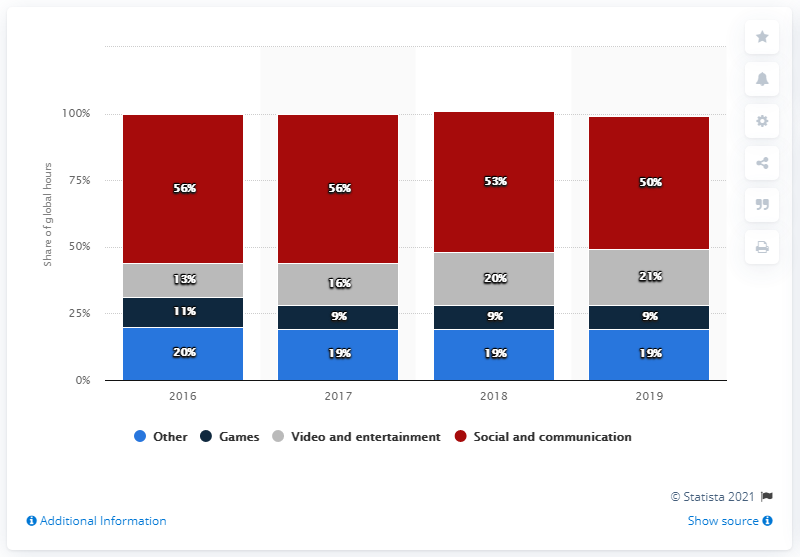 Share of global hours
100%
75%
50%
25%
0%
56% 56% 53% 50%
13% 16% 20% 21%
11% 9% 9% 9%
20% 19% 19% 19%
2016 2017 2018 2019
Other Games Video and entertainment Social and communication
© Statista 2021
Additional Information Show source